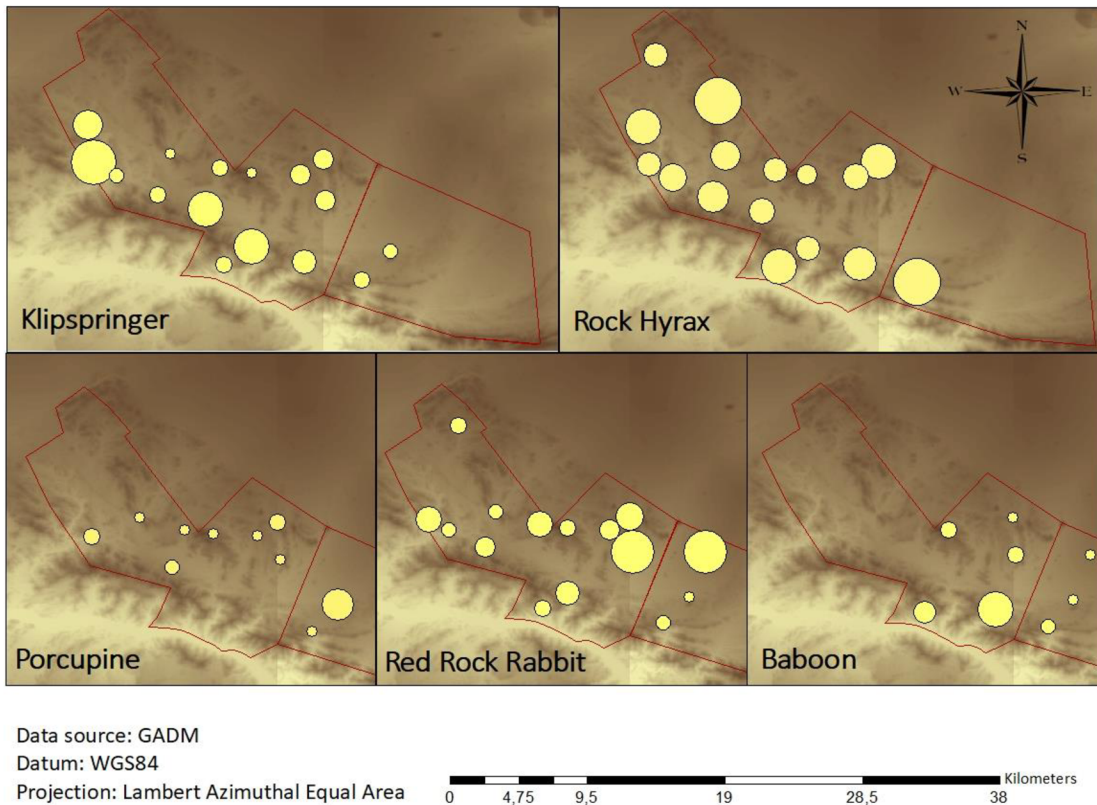 N
W E
S
Klipspringer
Rock Hyrax
Porcupine
Red Rock Rabbit
Baboon
Data source: GADM
Datum: WGS84
Projection: Lambert Azimuthal Equal Area
Kilometers
0 4,75 9,5 19 28,5 38